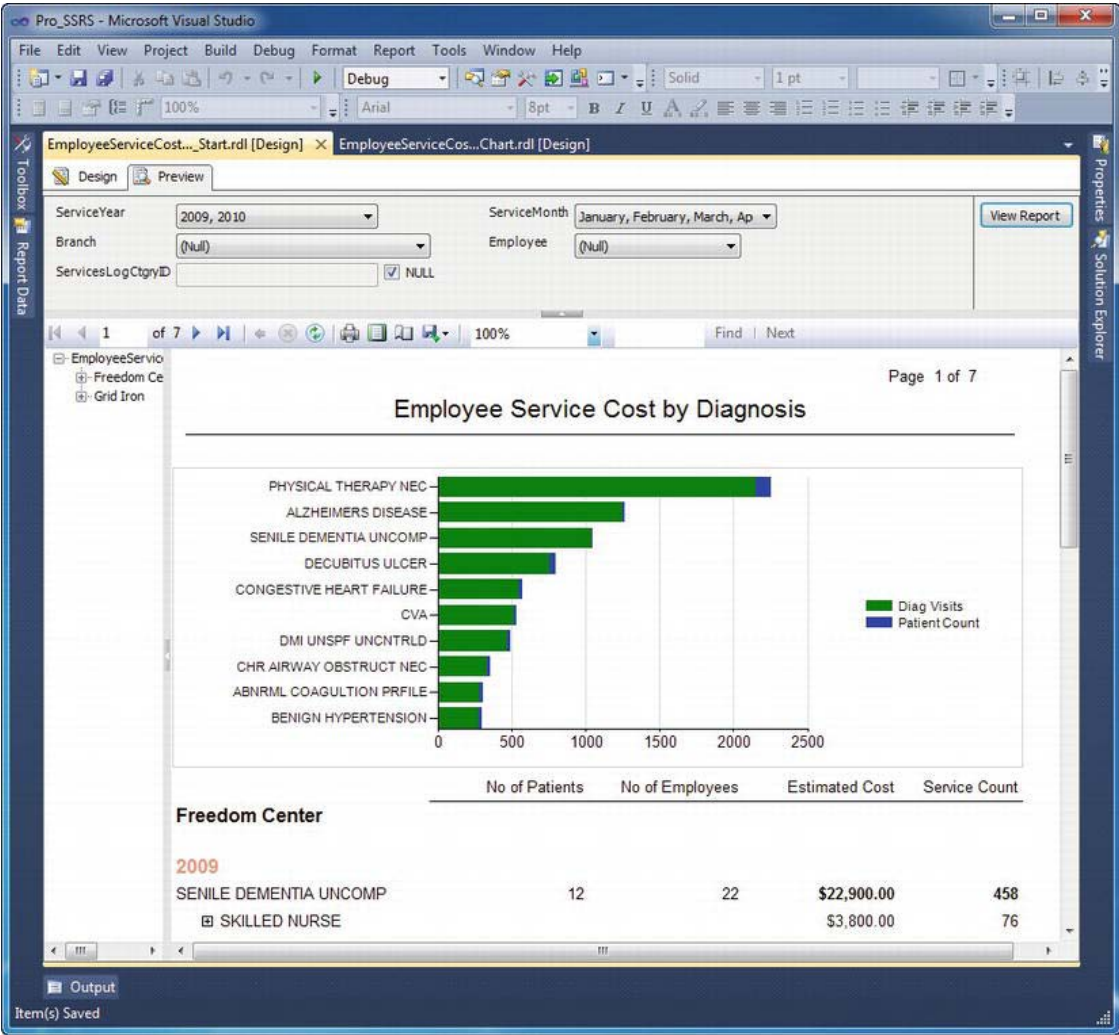 Pro_SSRS - Microsoft Visual Studio
File Edit View Project Build Debug Format Report Tools Window Help
Debug Solid 1 pt
100% Arial 8pt B I U A
EmployeeServiceCost..._Start.rdl [Design] EmployeeServiceCos...Chart.rdl [Design]
Toolbox
Report Data
Properties
Solution Explorer
Design Preview
ServiceYear 2009, 2010 ServiceMonth January, February, March, Ap View Report
Branch (Null) Employee (Null)
ServicesLogCtgryID NULL
1 of 7 100% Find | Next
EmployeeServic
Freedom Ce
Grid Iron
Page 1 of 7
Employee Service Cost by Diagnosis
PHYSICAL THERAPY NEC
ALZHEIMERS DISEASE
SENILE DEMENTIA UNCOMP
DECUBITUS ULCER
CONGESTIVE HEART FAILURE
CVA
DMI UNSPF UNCNTRLD
CHR AIRWAY OBSTRUCT NEC
ABNRML COAGULTION PRFILE
BENIGN HYPERTENSION
0 500 1000 1500 2000 2500
Diag Visits
Patient Count
No of Patients No of Employees Estimated Cost Service Count
Freedom Center
2009
SENILE DEMENTIA UNCOMP 12 22 $22,900.00 458
SKILLED NURSE $3,800.00 76
Output
Item(s) Saved